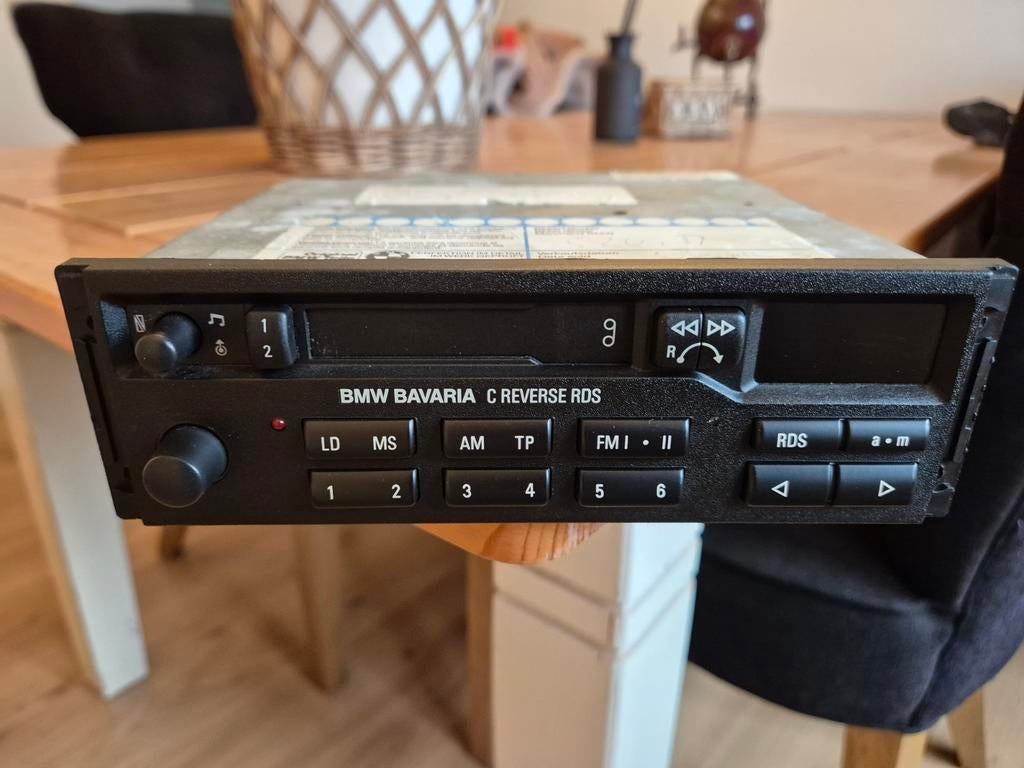 1
2
R
BMW BAVARIA C REVERSE RDS
LD MS AM TP FM I • II RDS a•m
1 2 3 4 5 6